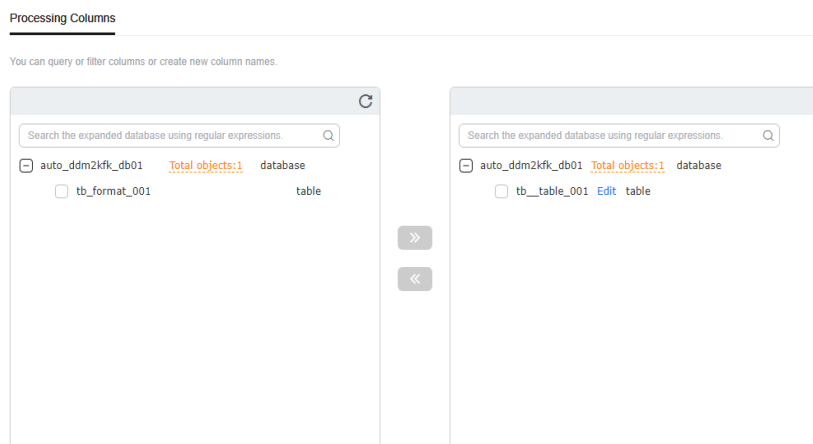 Processing Columns
You can query or filter columns or create new column names.
Search the expanded database using regular expressions.
auto_ddm2kfk_db01 Total objects:1 database
tb_format_001 table
Search the expanded database using regular expressions.
auto_ddm2kfk_db01 Total objects:1 database
tb__table_001 Edit table